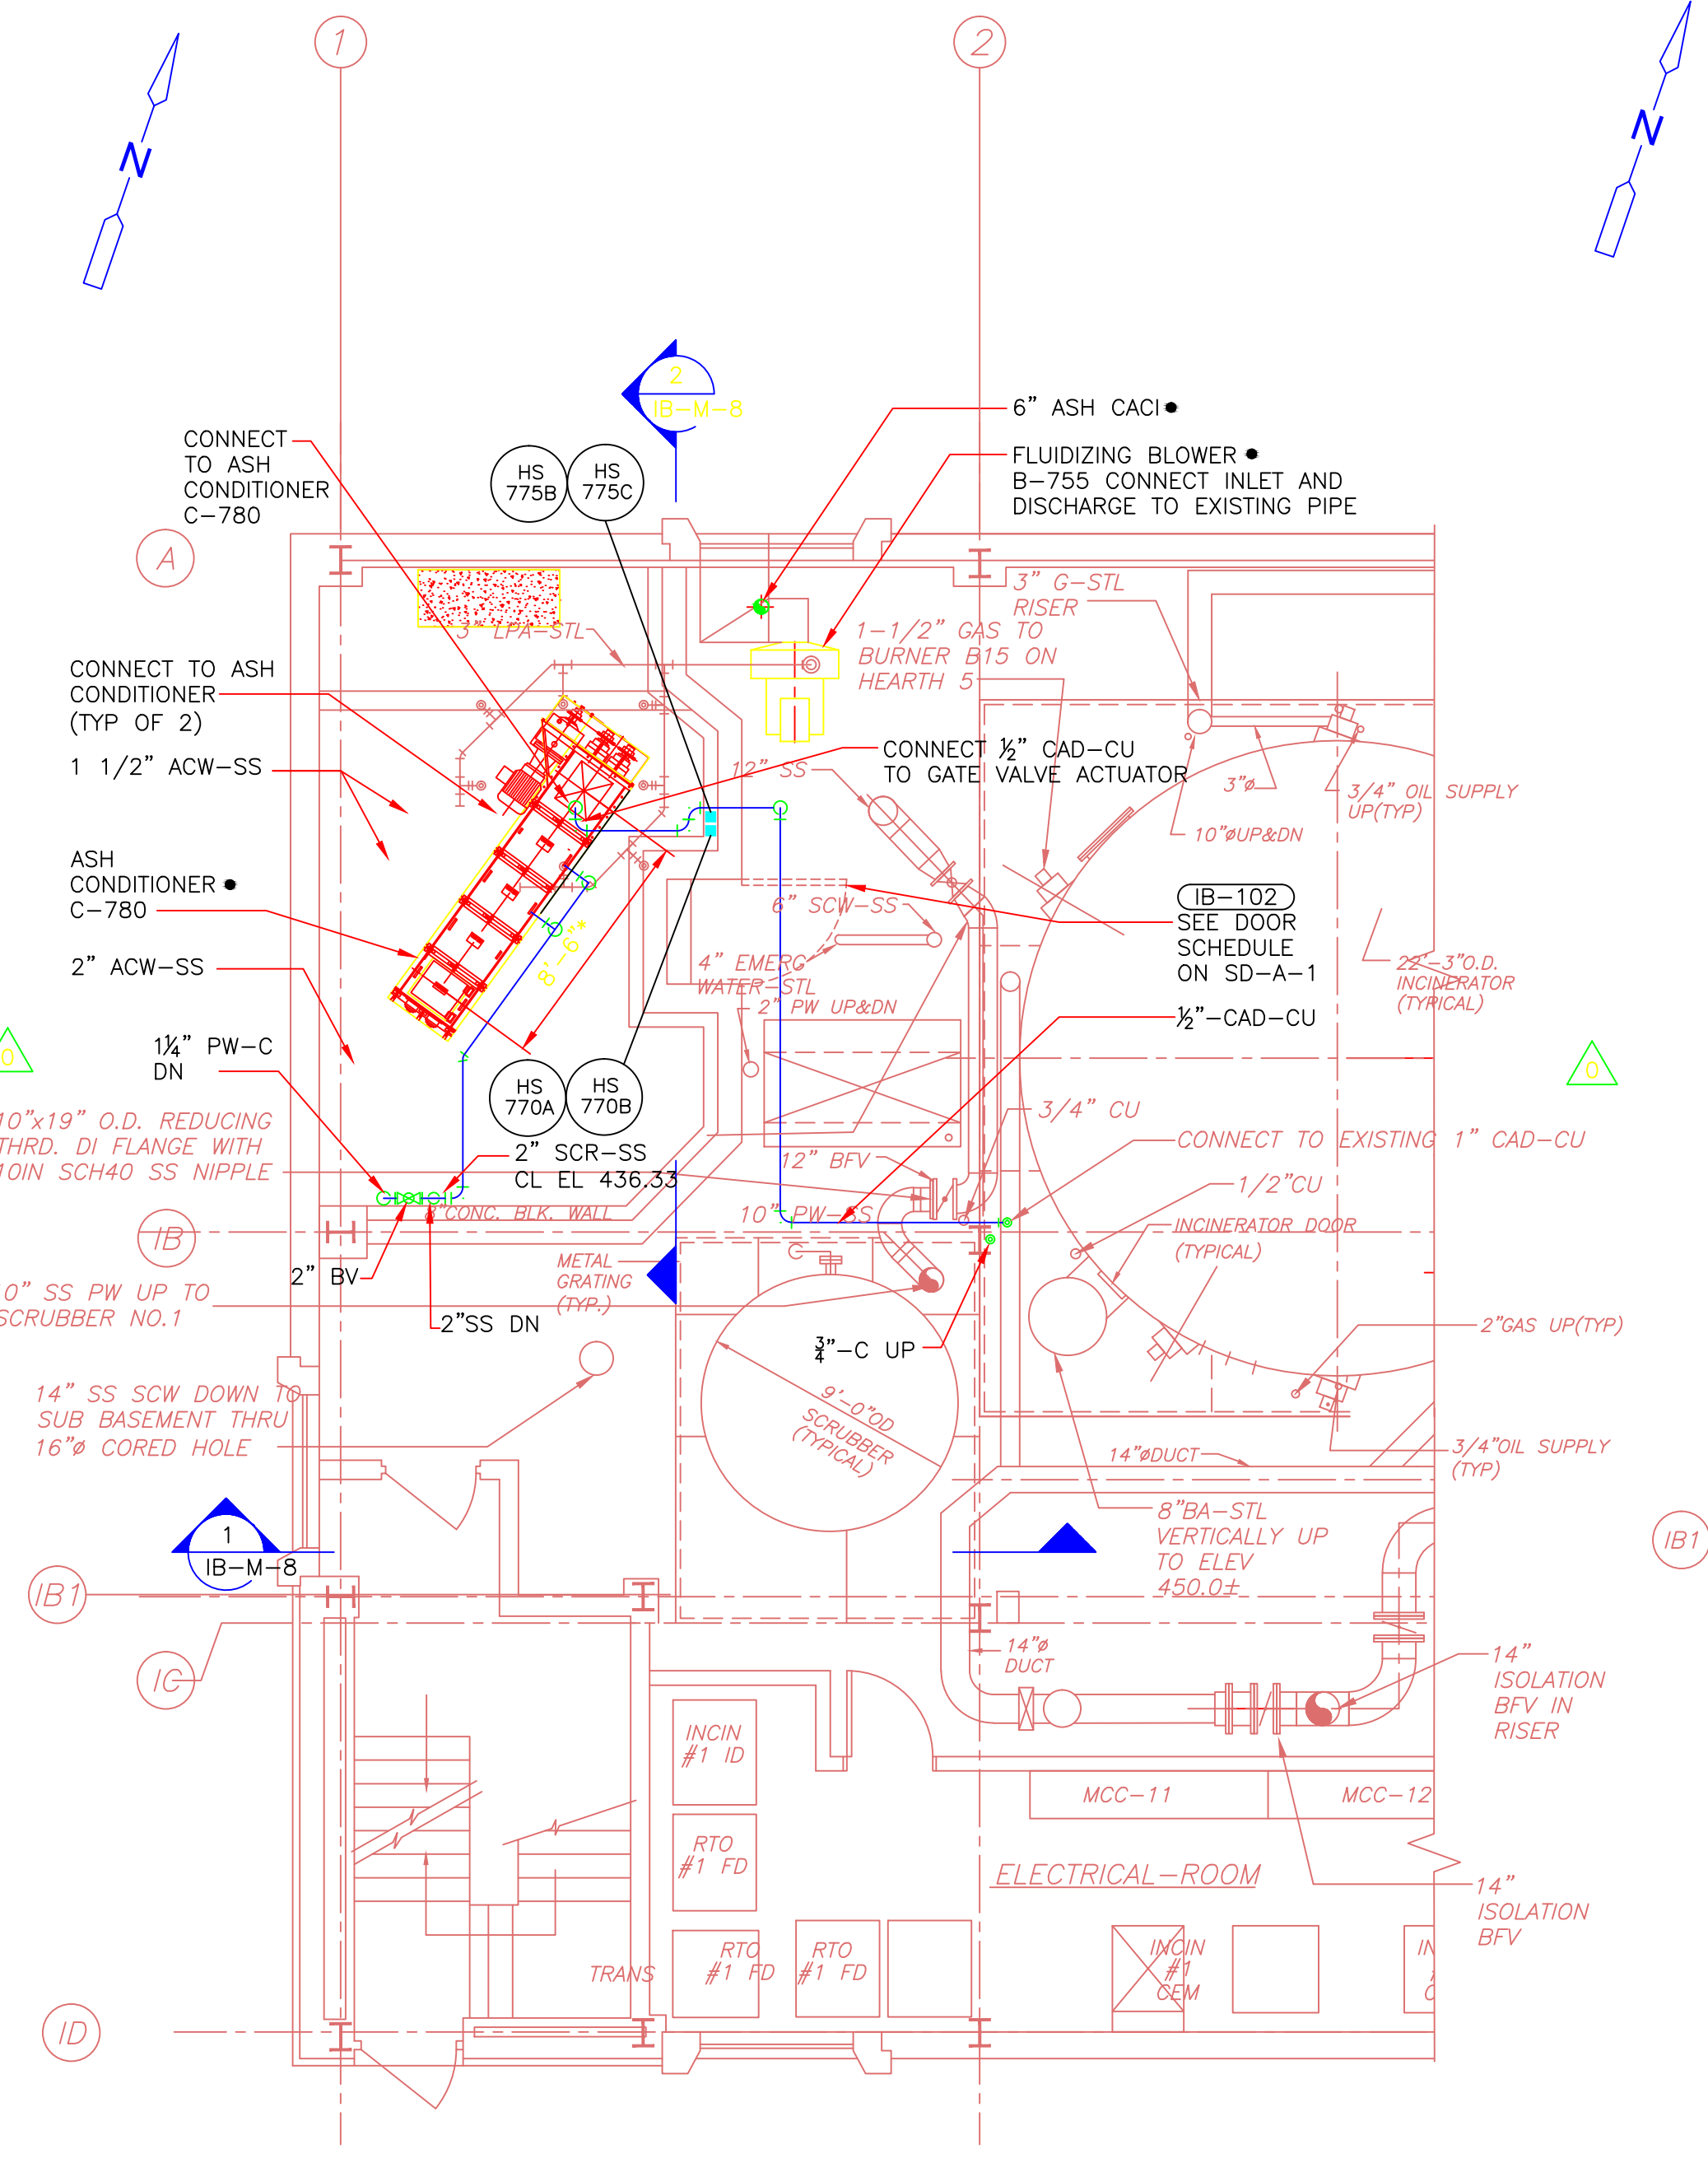 1
2
N
N
2
IB-M-8
6" ASH CACI
CONNECT
TO ASH
CONDITIONER
C-780
HS
775B
HS
775C
FLUIDIZING BLOWER
B-755 CONNECT INLET AND
DISCHARGE TO EXISTING PIPE
A
3" G-STL
RISER
3" LPA-STL
1-1/2" GAS TO
BURNER B15 ON
HEARTH 5
CONNECT TO ASH
CONDITIONER
(TYP OF 2)
1 1/2" ACW-SS
CONNECT ½" CAD-CU
TO GATE VALVE ACTUATOR
12" SS
3"ø
3/4" OIL SUPPLY
UP(TYP)
10"øUP&DN
ASH
CONDITIONER
C-780
2" ACW-SS
8'-6"*
6" SCW-SS
IB-102
SEE DOOR
SCHEDULE
ON SD-A-1
4" EMERG
WATER-STL
2" PW UP&DN
22'-3"O.D.
INCINERATOR
(TYPICAL)
½"-CAD-CU
0
1¼" PW-C
DN
HS
770A
HS
770B
0
10"x19" O.D. REDUCING
THRD. DI FLANGE WITH
10IN SCH40 SS NIPPLE
2" SCR-SS
CL EL 436.33
3/4" CU
CONNECT TO EXISTING 1" CAD-CU
12" BFV
1/2"CU
8"CONC. BLK. WALL
10" PW-SS
INCINERATOR DOOR
(TYPICAL)
IB
METAL
GRATING
(TYP.)
2" BV
0" SS PW UP TO
SCRUBBER NO.1
2"SS DN
¾"-C UP
2"GAS UP(TYP)
14" SS SCW DOWN TO
SUB BASEMENT THRU
16"ø CORED HOLE
9'-0"OD
SCRUBBER
(TYPICAL)
14"øDUCT
3/4"OIL SUPPLY
(TYP)
8"BA-STL
VERTICALLY UP
TO ELEV
450.0±
1
IB-M-8
IB1
IB1
IC
14"ø
DUCT
14"
ISOLATION
BFV IN
RISER
INCIN
#1 ID
MCC-11
MCC-12
RTO
#1 FD
ELECTRICAL-ROOM
14"
ISOLATION
BFV
TRANS
RTO
#1 FD
RTO
#1 FD
INCIN
#1
CEM
ID